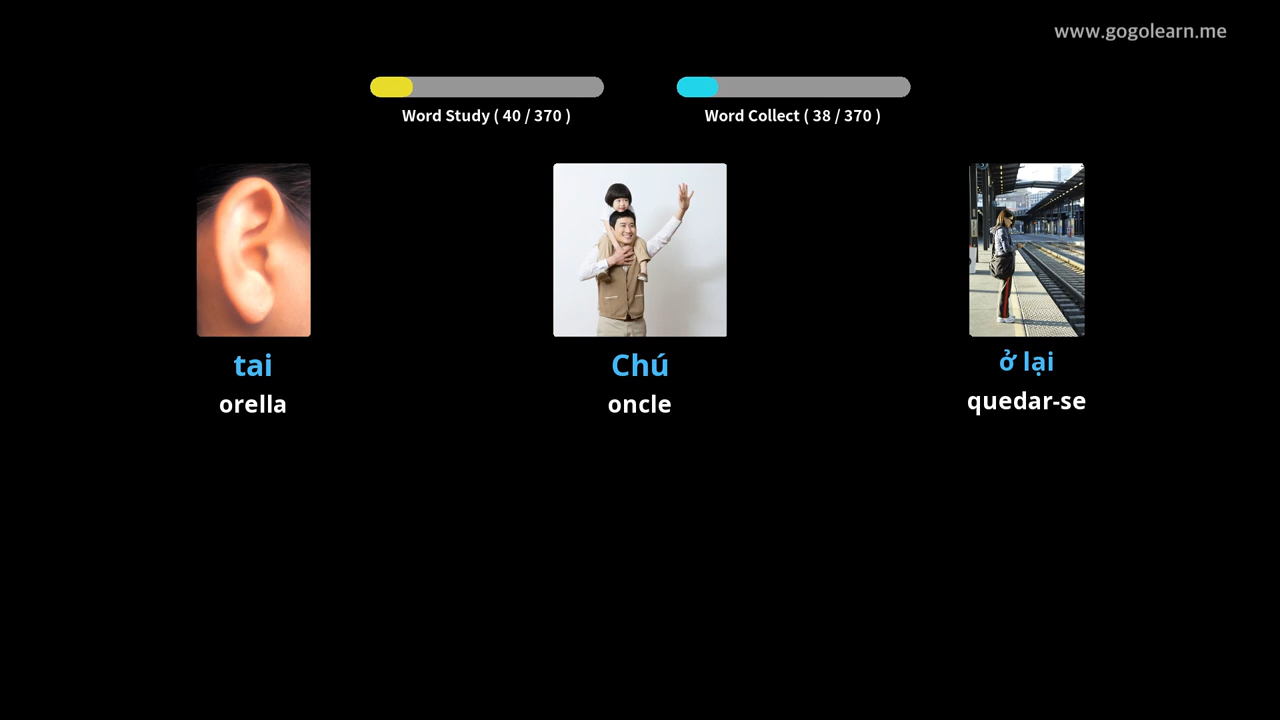 www.gogolearn.me
Word Study ( 40 / 370 )
Word Collect ( 38 / 370 )
tai
orella
Chú
oncle
ở lại
quedar-se